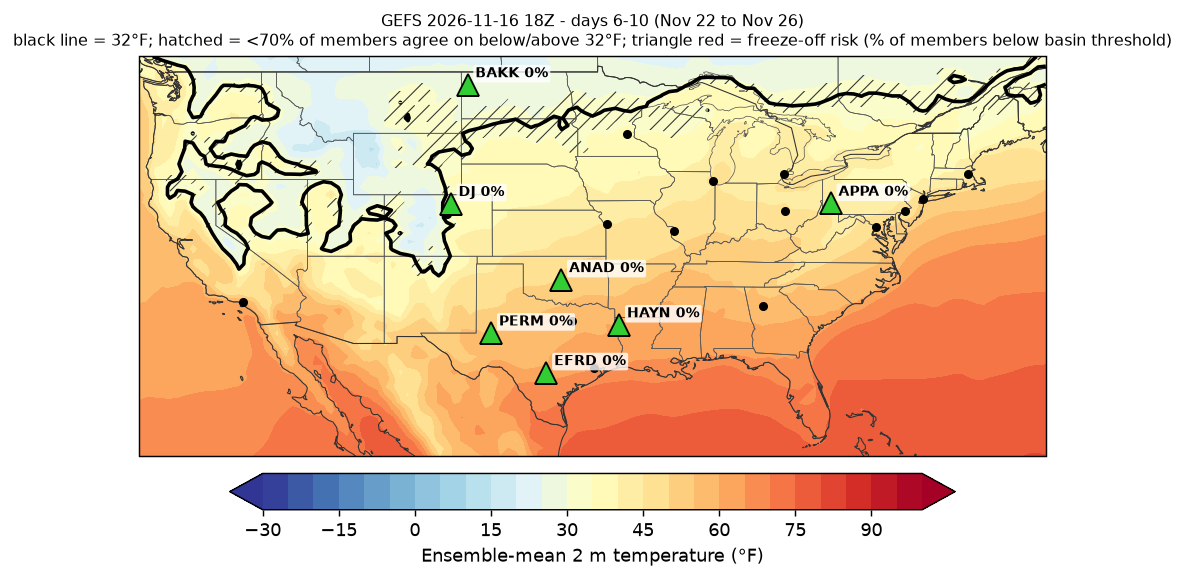 GEFS 2026-11-16 18Z - days 6-10 (Nov 22 to Nov 26)
black line = 32°F; hatched = <70% of members agree on below/above 32°F; triangle red = freeze-off risk (% of members below basin threshold)
BAKK 0%
DJ 0%
APPA 0%
ANAD 0%
HAYN 0%
PERM 0%
EFRD 0%
−30 −15 0 15 30 45 60 75 90
Ensemble-mean 2 m temperature (°F)